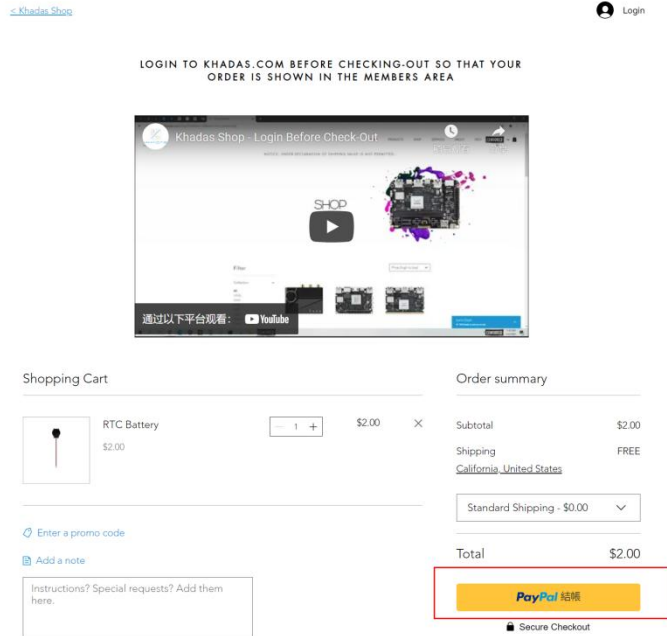 < Khadas Shop
Login
LOGIN TO KHADAS.COM BEFORE CHECKING-OUT SO THAT YOUR
ORDER IS SHOWN IN THE MEMBERS AREA
Khadas Shop - Login Before Check-Out
SHOP
Filter
通过以下平台观看： YouTube
Shopping Cart
RTC Battery
$2.00
1
$2.00
Enter a promo code
Add a note
Instructions? Special requests? Add them
here.
Order summary
Subtotal $2.00
Shipping FREE
California, United States
Standard Shipping - $0.00
Total $2.00
PayPal 結帳
Secure Checkout